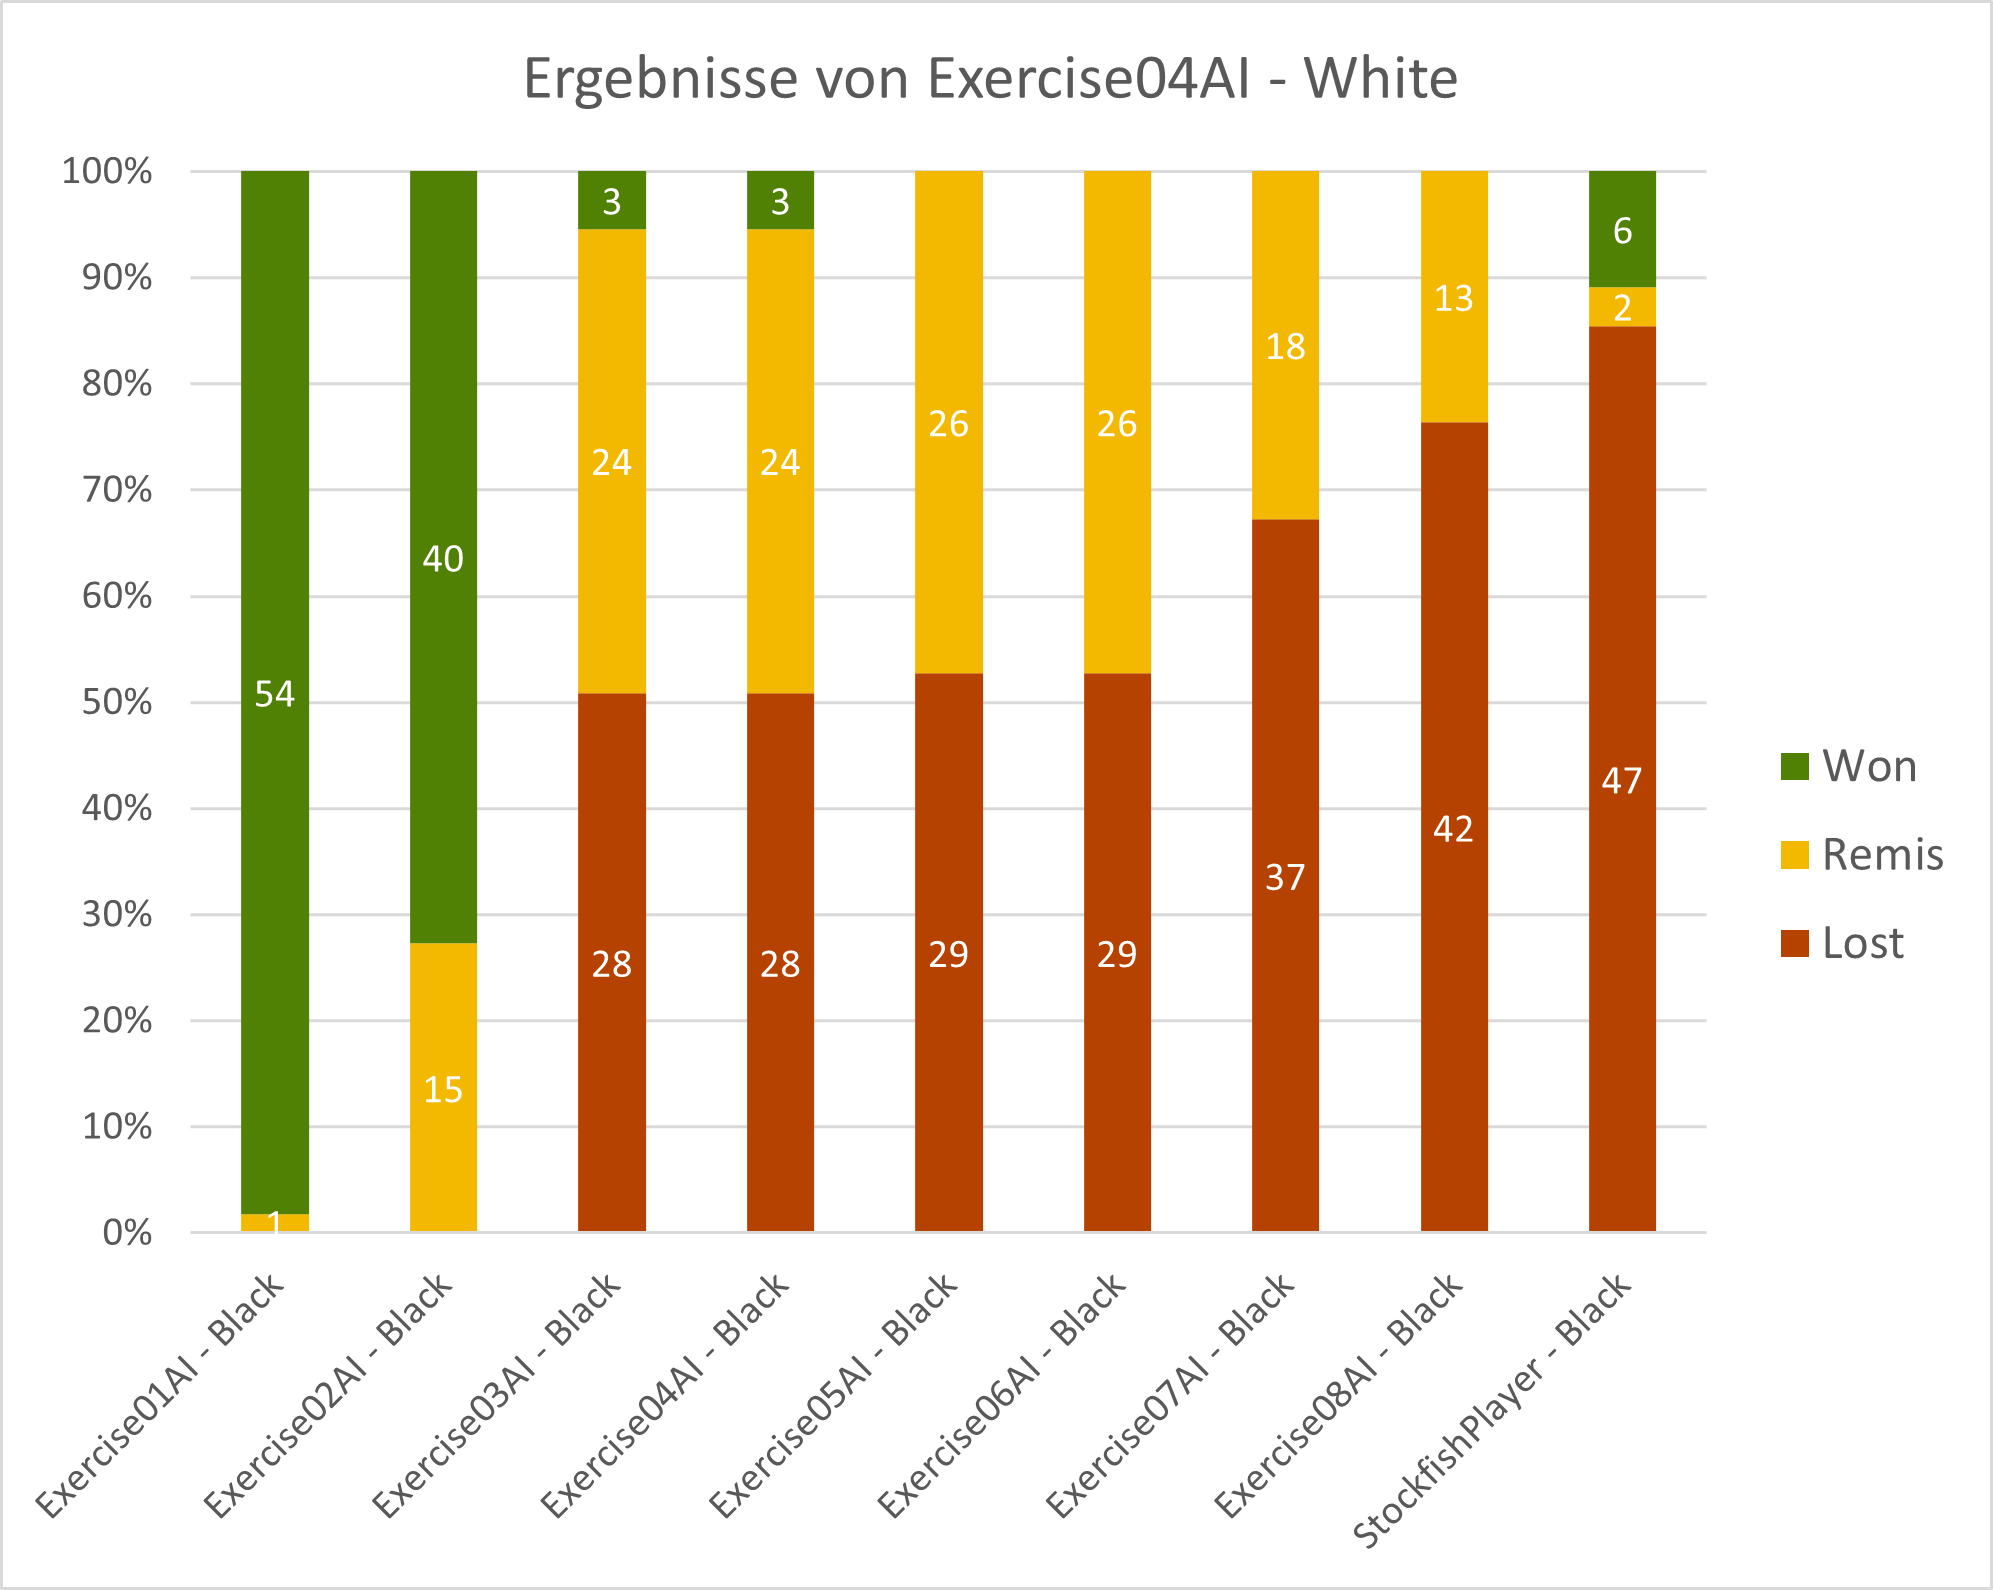 Ergebnisse von Exercise04AI - White
100%
90%
80%
70%
60%
50%
40%
30%
20%
10%
0%
54
1
40
15
3
24
28
3
24
28
26
29
26
29
18
37
13
42
6
2
47
Exercise01AI - Black
Exercise02AI - Black
Exercise03AI - Black
Exercise04AI - Black
Exercise05AI - Black
Exercise06AI - Black
Exercise07AI - Black
Exercise08AI - Black
StockfishPlayer - Black
Won
Remis
Lost